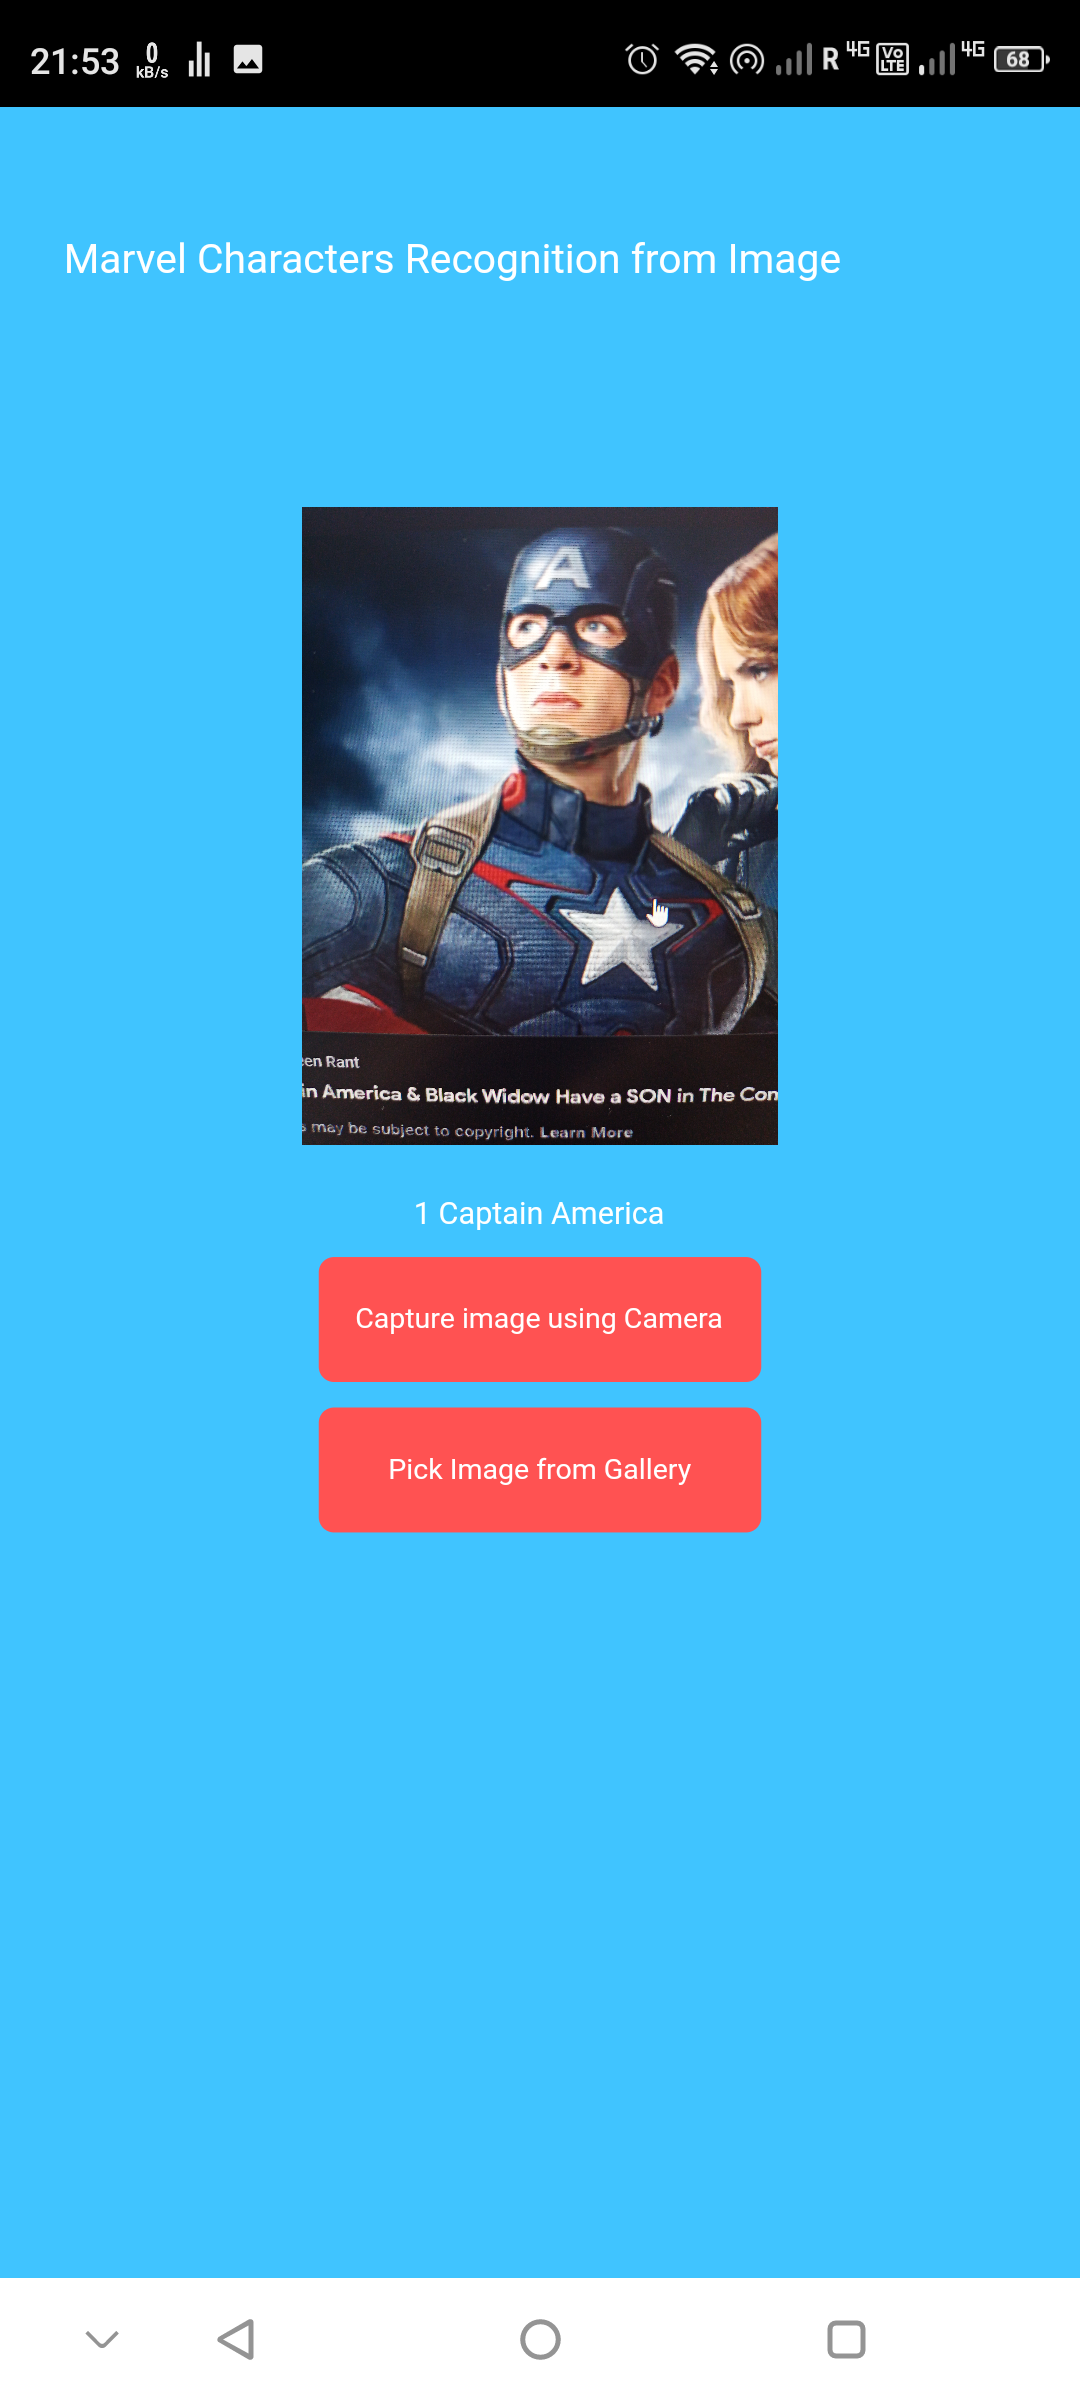 21:53 0 kB/s R 4G Vo LTE 4G 68
Marvel Characters Recognition from Image
A
en Rant
in America & Black Widow Have a SON in The Con
may be subject to copyright. Learn More
1 Captain America
Capture image using Camera
Pick Image from Gallery